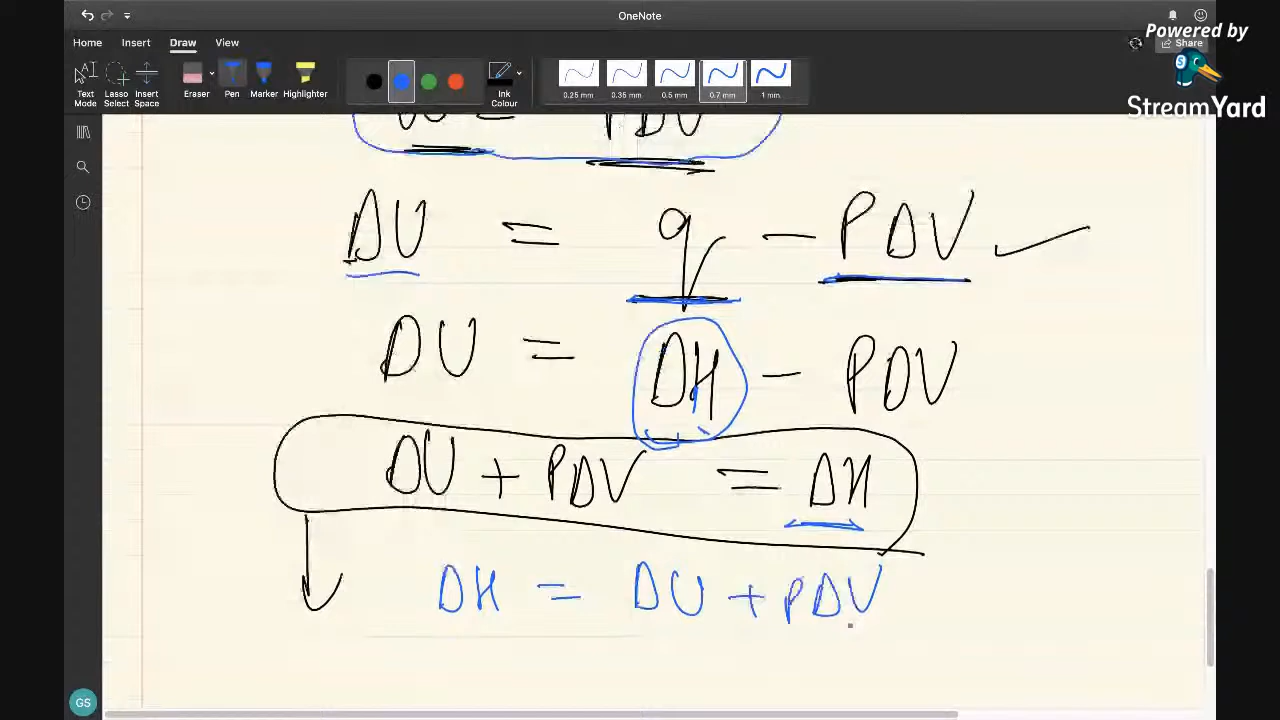 OneNote
Powered by
StreamYard
Home Insert Draw View
Share
Text Mode
Lasso Select
Insert Space
Eraser
Pen
Marker
Highlighter
Ink Colour
0.25 mm
0.35 mm
0.5 mm
0.7 mm
1 mm
= PΔV
ΔU = q - PΔV ✓
ΔU = ΔH - PΔV
ΔU + PΔV = ΔH
ΔH = ΔU + PΔV
GS